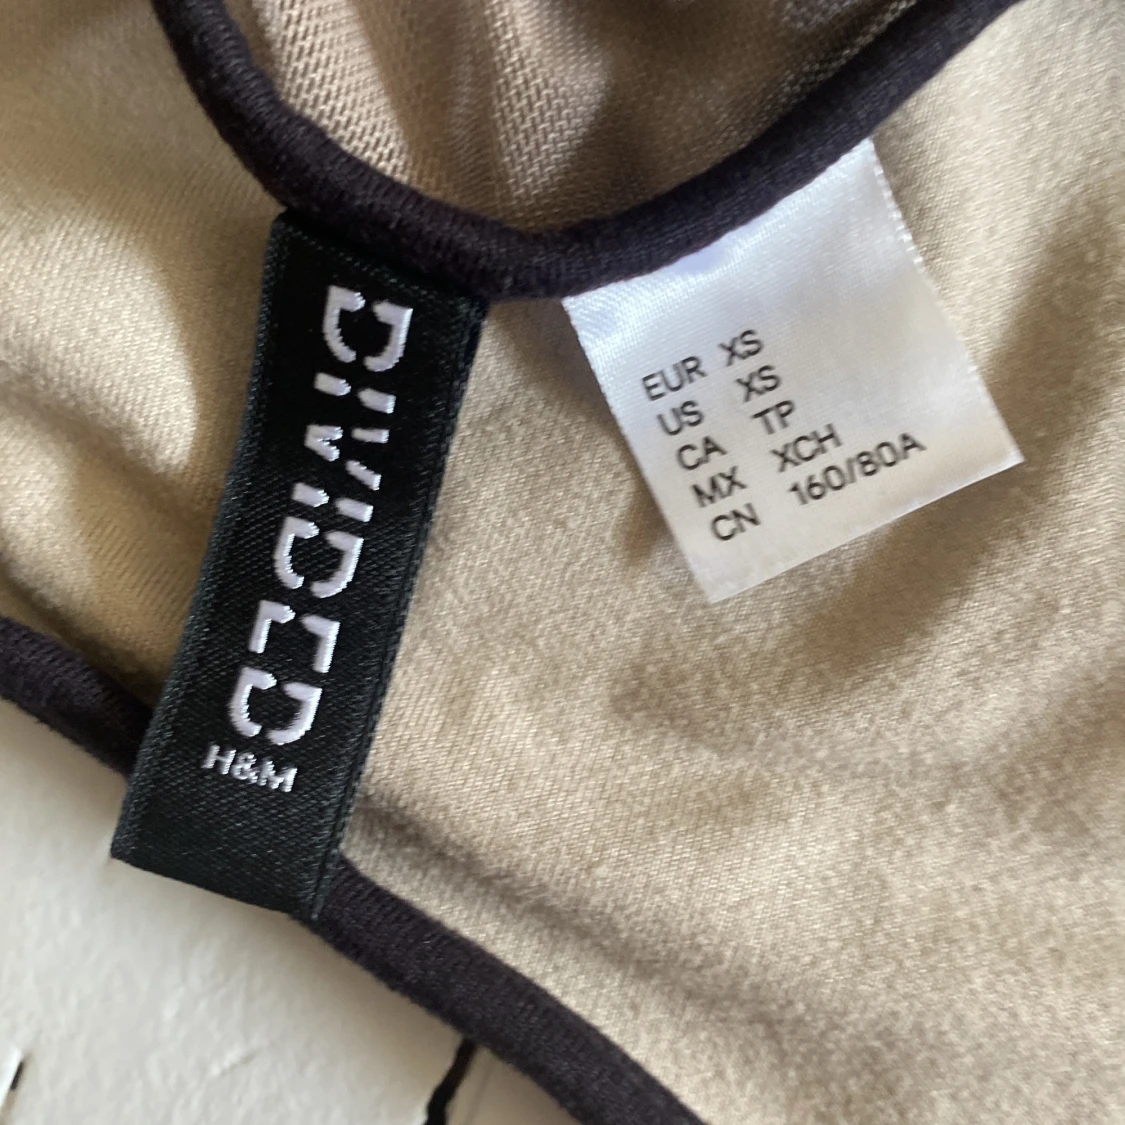 DIVIDED
H&M
EUR XS
US XS
CA TP
MX XCH
CN 160/80A